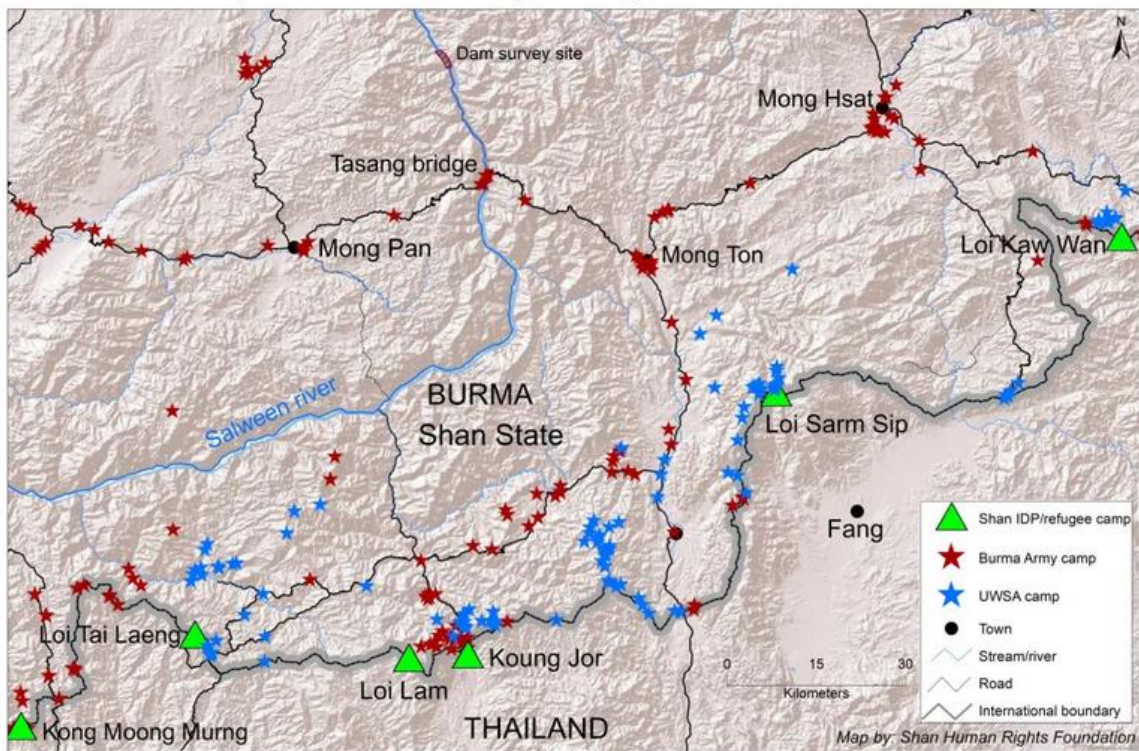 N
Dam survey site
Mong Hsat
Tasang bridge
Mong Pan
Mong Ton
Loi Kaw Wan
Salween river
BURMA
Shan State
Loi Sarm Sip
Fang
Loi Tai Laeng
Loi Lam
Koung Jor
Kong Moong Murng
THAILAND
0 15 30
Kilometers
Shan IDP/refugee camp
Burma Army camp
UWSA camp
Town
Stream/river
Road
International boundary
Map by: Shan Human Rights Foundation